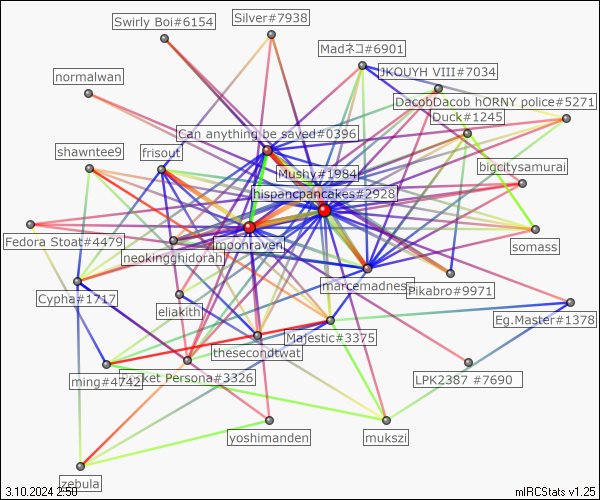 Swirly Boi#6154
Silver#7938
Madネコ#6901
JKOUYH VIII#7034
normalwan
DacobDacob hORNY police#5271
Duck#1245
Can anything be saved#0396
shawntee9
frisout
Mushy#1984
bigcitysamurai
hispancpancakes#2928
Fedora Stoat#4479
moonraven
somass
neokingghidorah
marcemadness
Pikabro#9971
Cypha#1717
eliakith
Eg.Master#1378
Majestic#3375
thesecondtwat
ming#4742
Pocket Persona#3326
LPK2387 #7690
yoshimanden
mukszi
zebula
3.10.2024 2:50
mIRCStats v1.25